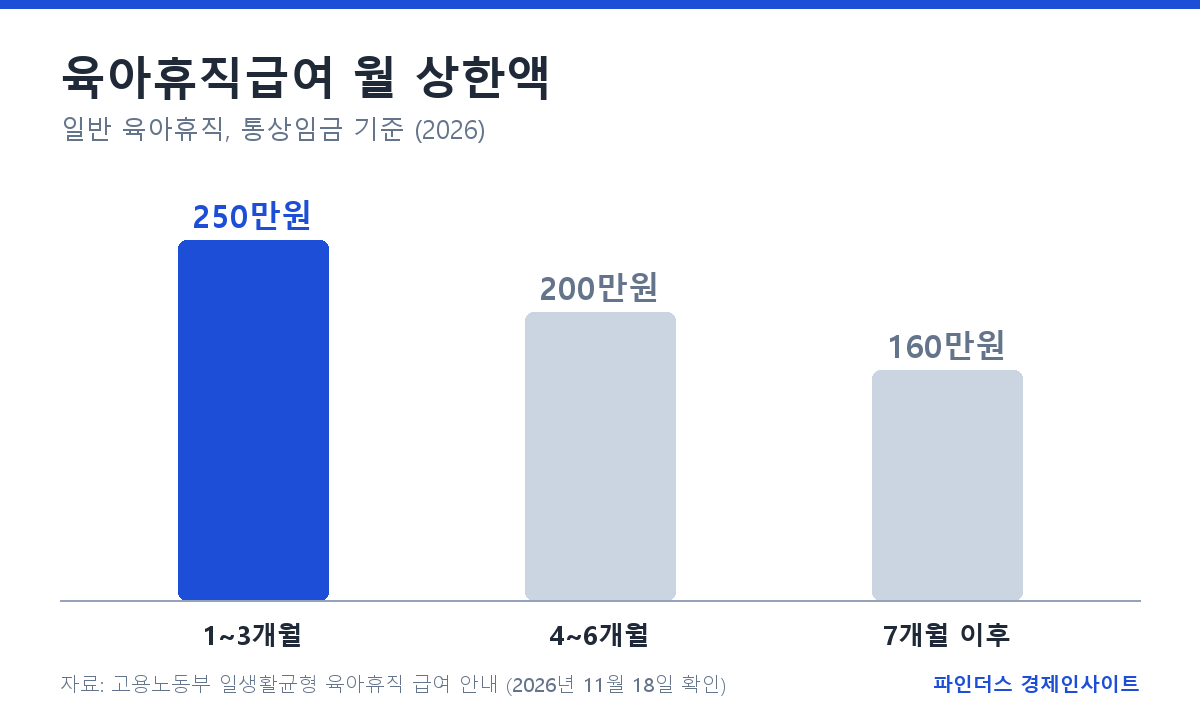 육아휴직급여 월 상한액
일반 육아휴직, 통상임금 기준 (2026)
250만원
200만원
160만원
1~3개월
4~6개월
7개월 이후
자료: 고용노동부 일생활균형 육아휴직 급여 안내 (2026년 11월 18일 확인)
파인더스 경제인사이트